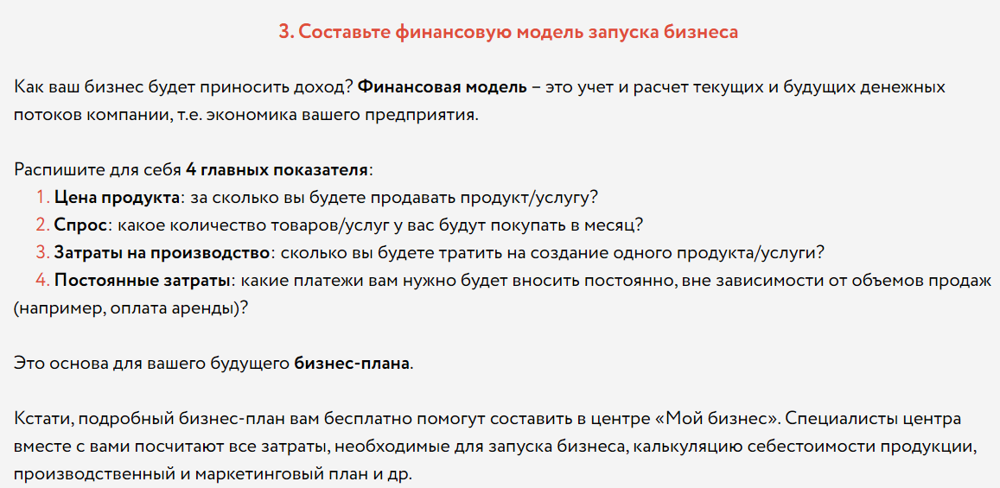 3. Составьте финансовую модель запуска бизнеса
Как ваш бизнес будет приносить доход? Финансовая модель – это учет и расчет текущих и будущих денежных
потоков компании, т.е. экономика вашего предприятия.
Распишите для себя 4 главных показателя:
1. Цена продукта: за сколько вы будете продавать продукт/услугу?
2. Спрос: какое количество товаров/услуг у вас будут покупать в месяц?
3. Затраты на производство: сколько вы будете тратить на создание одного продукта/услуги?
4. Постоянные затраты: какие платежи вам нужно будет вносить постоянно, вне зависимости от объемов продаж
(например, оплата аренды)?
Это основа для вашего будущего бизнес-плана.
Кстати, подробный бизнес-план вам бесплатно помогут составить в центре «Мой бизнес». Специалисты центра
вместе с вами посчитают все затраты, необходимые для запуска бизнеса, калькуляцию себестоимости продукции,
производственный и маркетинговый план и др.